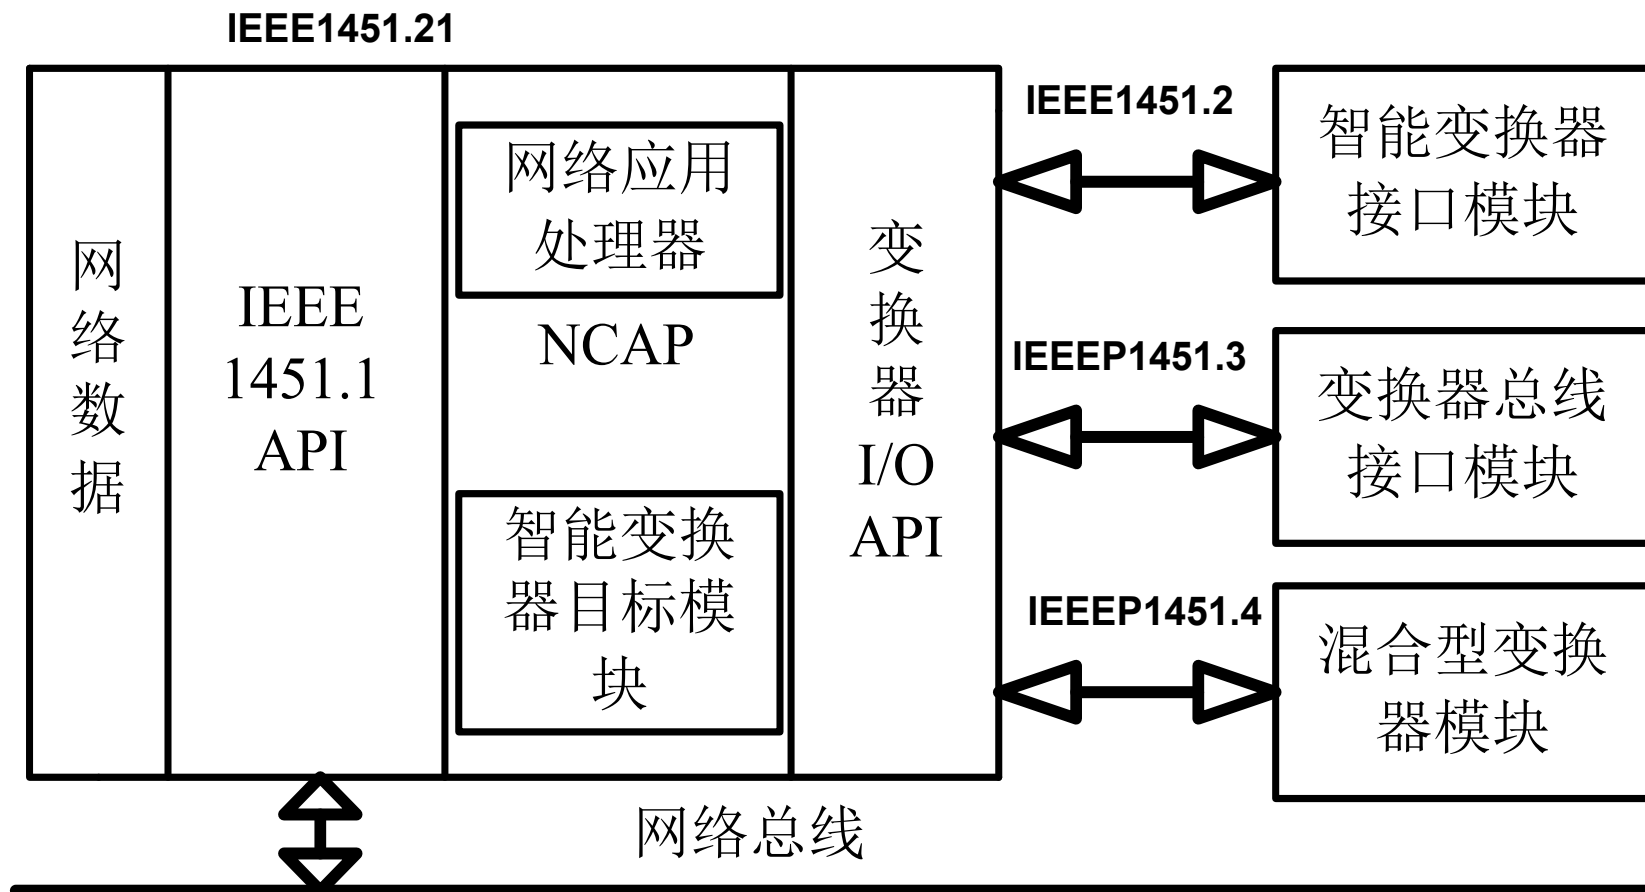 IEEE1451.21
网
络
数
据
IEEE
1451.1
API
网络应用
处理器
NCAP
智能变换
器目标模
块
变
换
器
I/O
API
IEEE1451.2
智能变换器
接口模块
IEEEP1451.3
变换器总线
接口模块
IEEEP1451.4
混合型变换
器模块
网络总线